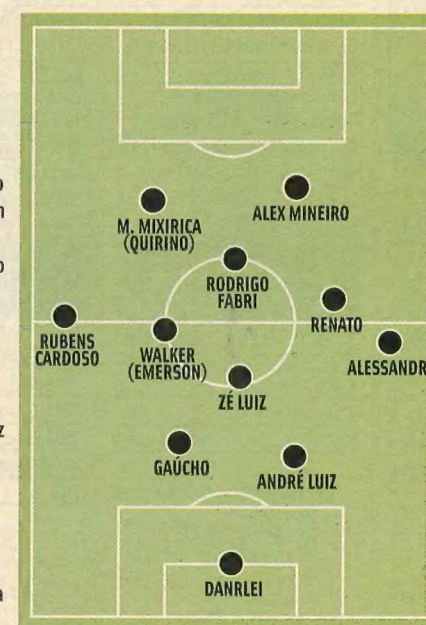 ALEX MINEIRO
M. MIXIRICA
(QUIRINO)
RODRIGO
FABRI
RENATO
RUBENS
CARDOSO
WALKER
(EMERSON)
ALESSANDR
ZÉ LUIZ
GAÚCHO
ANDRÉ LUIZ
DANRLEI